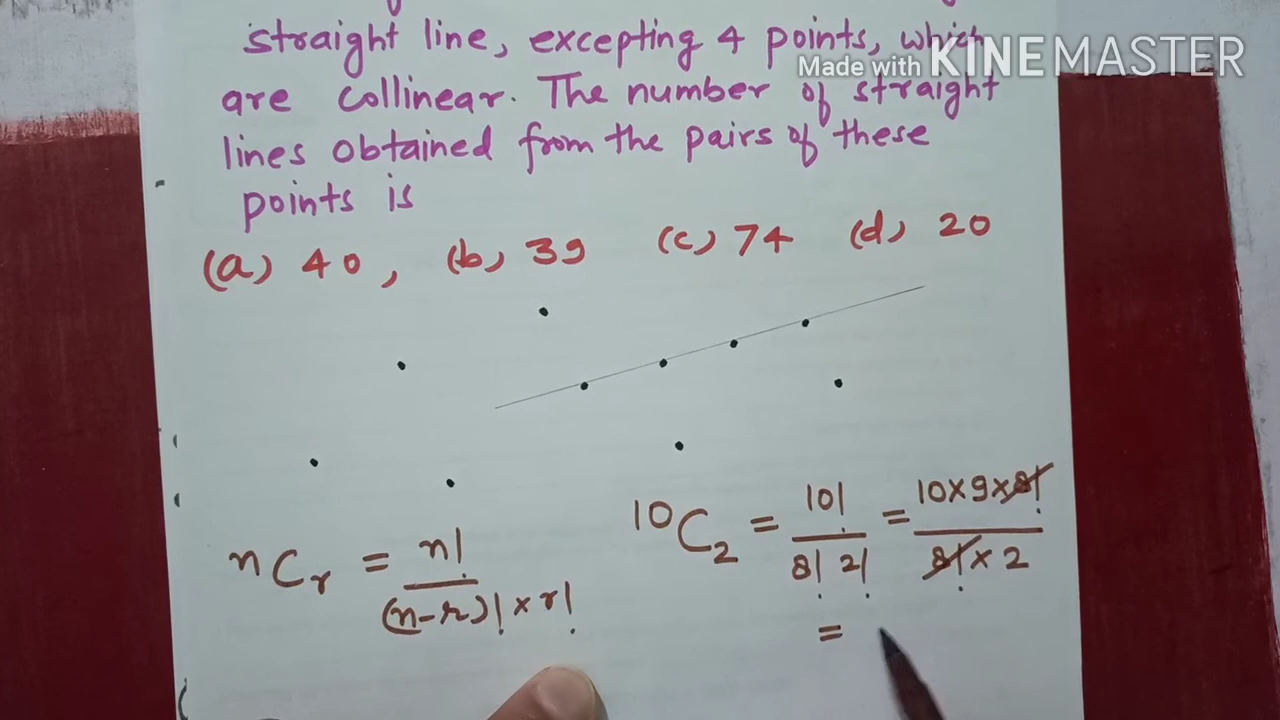 straight line, excepting 4 points, which
Made with KINEMASTER
are collinear. The number of straight
lines obtained from the pairs of these
points is
(a) 40, (b) 39 (c) 74 (d) 20
nCr = n! / (n-r)! × r!
10C2 = 10! / 8! 2! = 10×9×8! / 8!×2
=